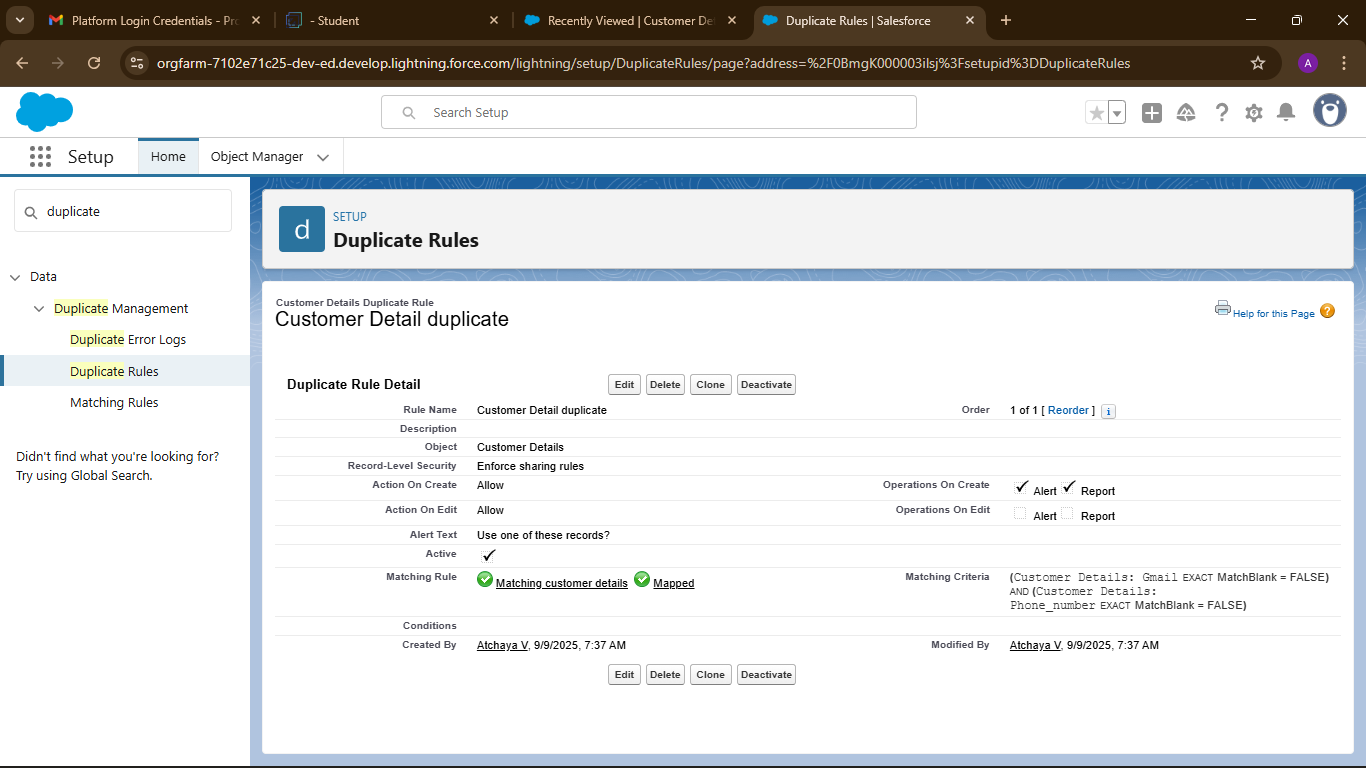 Platform Login Credentials - Pro
- Student
Recently Viewed | Customer De
Duplicate Rules | Salesforce
orgfarm-7102e71c25-dev-ed.develop.lightning.force.com/lightning/setup/DuplicateRules/page?address=%2F0BmgK000003ilsj%3Fsetupid%3DDuplicateRules
A
Search Setup
Setup
Home
Object Manager
duplicate
Data
Duplicate Management
Duplicate Error Logs
Duplicate Rules
Matching Rules
Didn't find what you're looking for?
Try using Global Search.
d
SETUP
Duplicate Rules
Customer Details Duplicate Rule
Customer Detail duplicate
Help for this Page ?
Duplicate Rule Detail Edit Delete Clone Deactivate
Rule Name Customer Detail duplicate Order 1 of 1 [ Reorder ] i
Description
Object Customer Details
Record-Level Security Enforce sharing rules
Action On Create Allow Operations On Create Alert Report
Action On Edit Allow Operations On Edit Alert Report
Alert Text Use one of these records?
Active
Matching Rule Matching customer details Mapped Matching Criteria (Customer Details: Gmail EXACT MatchBlank = FALSE)
AND (Customer Details:
Phone_number EXACT MatchBlank = FALSE)
Conditions
Created By Atchaya V, 9/9/2025, 7:37 AM Modified By Atchaya V, 9/9/2025, 7:37 AM
Edit Delete Clone Deactivate